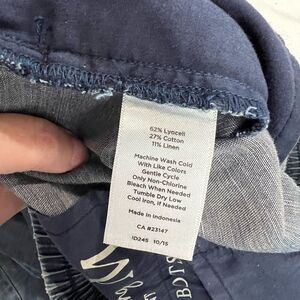 62% Lyocell
27% Cotton
11% Linen
Machine Wash Cold
With Like Colors
Gentle Cycle
Only Non-Chlorine
Bleach When Needed
Tumble Dry Low
Cool Iron, if Needed
Made in Indonesia
CA #23147
ID245 10/15